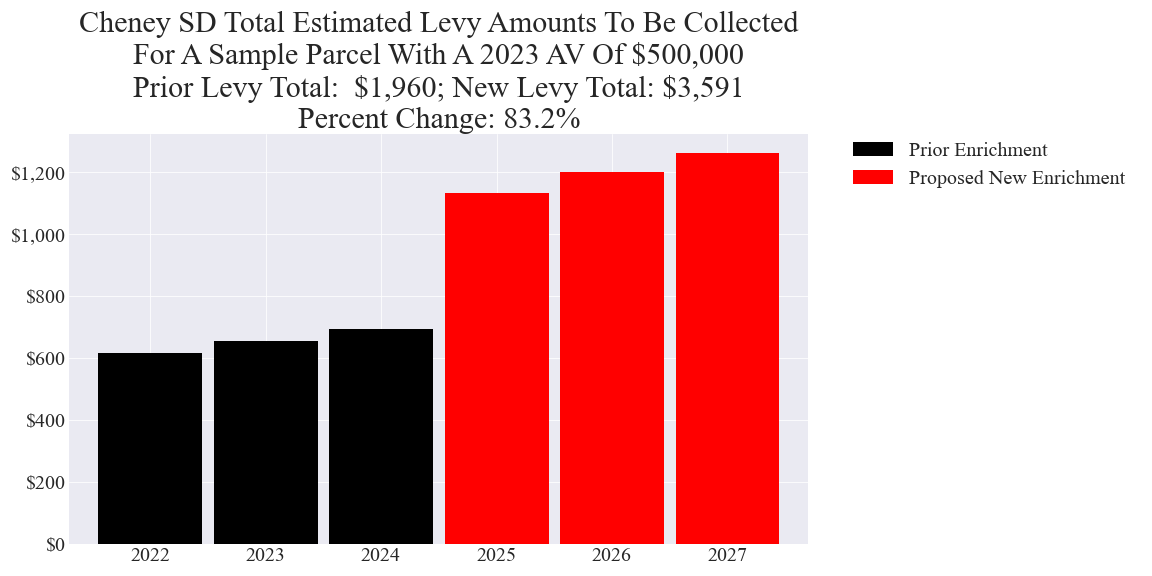 Cheney SD Total Estimated Levy Amounts To Be Collected
For A Sample Parcel With A 2023 AV Of $500,000
Prior Levy Total:  $1,960; New Levy Total: $3,591
Percent Change: 83.2%
Prior Enrichment
Proposed New Enrichment
$1,200
$1,000
$800
$600
$400
$200
$0
2022 2023 2024 2025 2026 2027